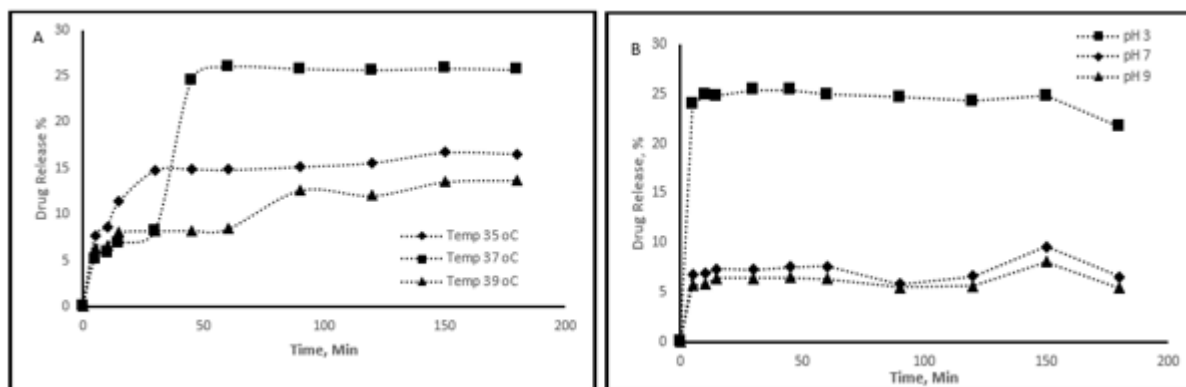 A
30
25
20
15
10
5
0
Drug Release %
Temp 35 oC
Temp 37 oC
Temp 39 oC
0 50 100 150 200
Time, Min
B
30
25
20
15
10
5
0
Drug Release, %
pH 3
pH 7
pH 9
0 50 100 150 200
Time, Min